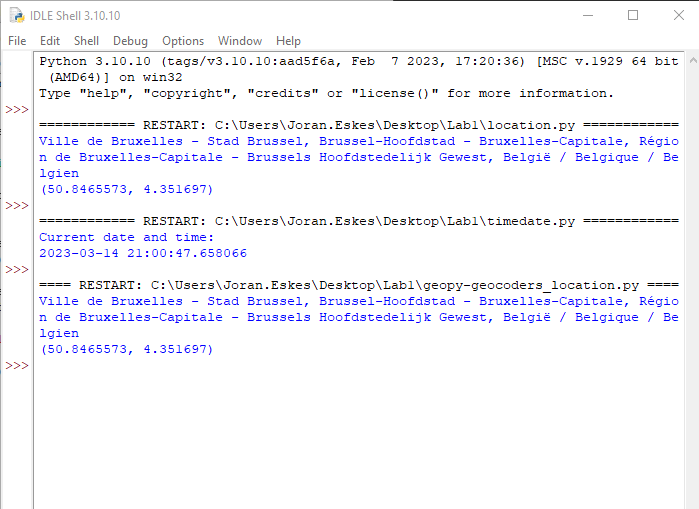 IDLE Shell 3.10.10
File Edit Shell Debug Options Window Help
Python 3.10.10 (tags/v3.10.10:aad5f6a, Feb  7 2023, 17:20:36) [MSC v.1929 64 bit
 (AMD64)] on win32
Type "help", "copyright", "credits" or "license()" for more information.
>>>
============ RESTART: C:\Users\Joran.Eskes\Desktop\Lab1\location.py ============
Ville de Bruxelles - Stad Brussel, Brussel-Hoofdstad - Bruxelles-Capitale, Régio
n de Bruxelles-Capitale - Brussels Hoofdstedelijk Gewest, België / Belgique / Be
lgien
(50.8465573, 4.351697)
>>>
============ RESTART: C:\Users\Joran.Eskes\Desktop\Lab1\timedate.py ============
Current date and time:
2023-03-14 21:00:47.658066
>>>
==== RESTART: C:\Users\Joran.Eskes\Desktop\Lab1\geopy-geocoders_location.py ====
Ville de Bruxelles - Stad Brussel, Brussel-Hoofdstad - Bruxelles-Capitale, Régio
n de Bruxelles-Capitale - Brussels Hoofdstedelijk Gewest, België / Belgique / Be
lgien
(50.8465573, 4.351697)
>>>